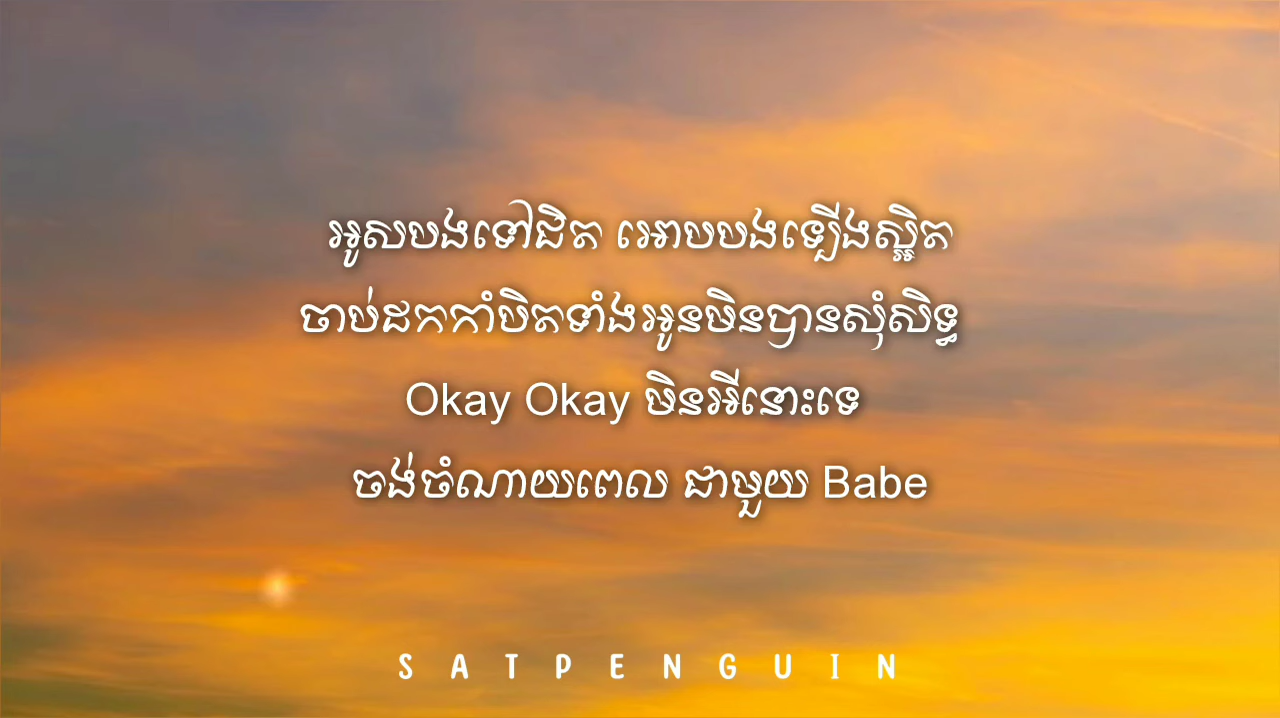 អូសបងទៅជិត អោបបងឡើងស្អិត
ចាប់ដកកាំបិតទាំងអូនមិនបានសុំសិទ្ធ
Okay Okay មិនអីនោះទេ
ចង់ចំណាយពេល ជាមួយ Babe
SATPENGUIN